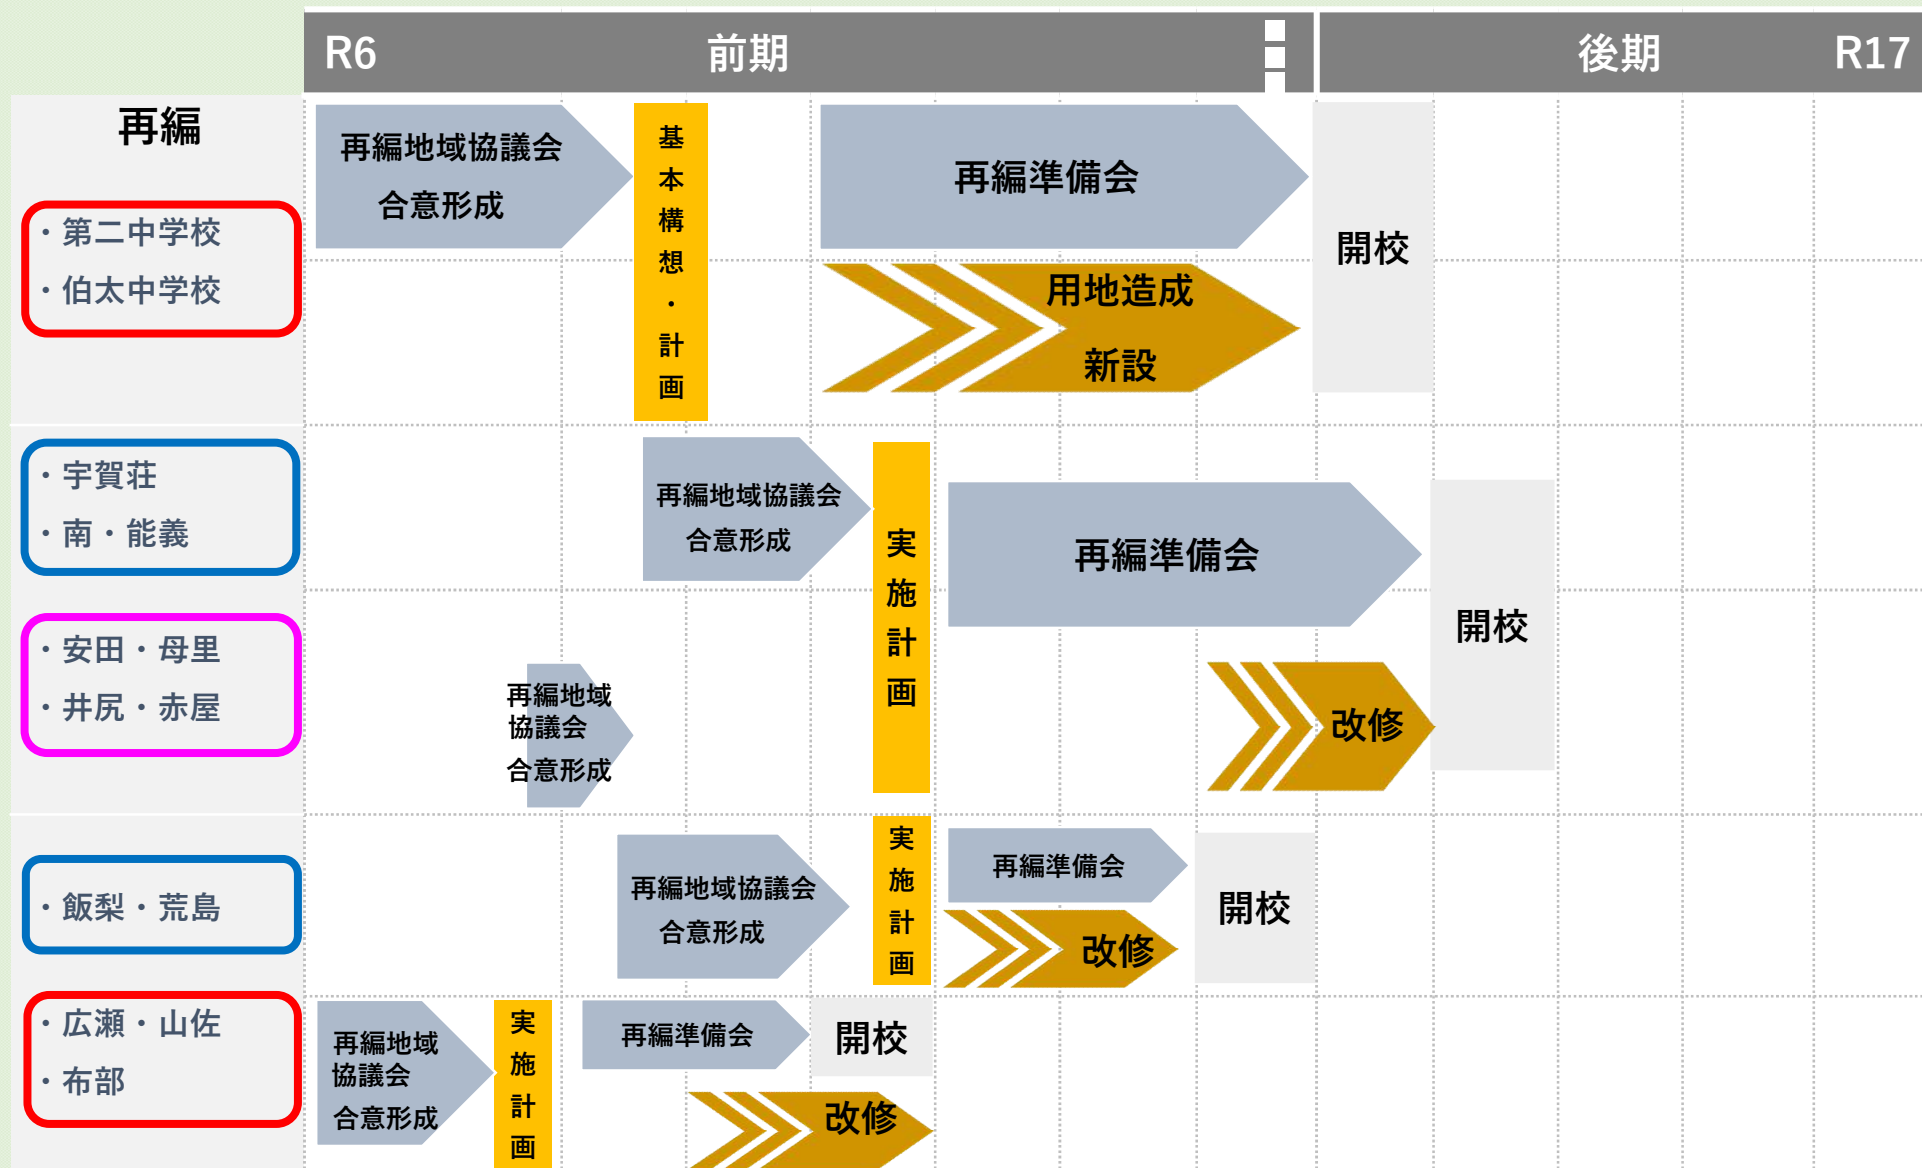 R6
前期
後期
R17
再編
・第二中学校
・伯太中学校
再編地域協議会
合意形成
基本構想・計画
再編準備会
用地造成
新設
開校
・宇賀荘
・南・能義
再編地域協議会
合意形成
実施計画
再編準備会
開校
・安田・母里
・井尻・赤屋
再編地域
協議会
合意形成
改修
・飯梨・荒島
再編地域協議会
合意形成
実施計画
再編準備会
改修
開校
・広瀬・山佐
・布部
再編地域
協議会
合意形成
実施計画
再編準備会
開校
改修